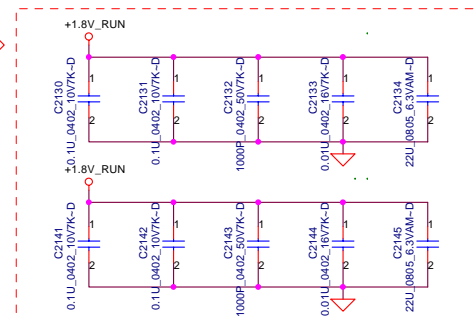 +1.8V_RUN
C2130
0.1U_0402_10V7K~D
1
2
C2131
0.1U_0402_10V7K~D
1
2
C2132
1000P_0402_50V7K~D
1
2
C2133
0.01U_0402_16V7K~D
1
2
C2134
22U_0805_6.3VAM~D
1
2
+1.8V_RUN
C2141
0.1U_0402_10V7K~D
1
2
C2142
0.1U_0402_10V7K~D
1
2
C2143
1000P_0402_50V7K~D
1
2
C2144
0.01U_0402_16V7K~D
1
2
C2145
22U_0805_6.3VAM~D
1
2